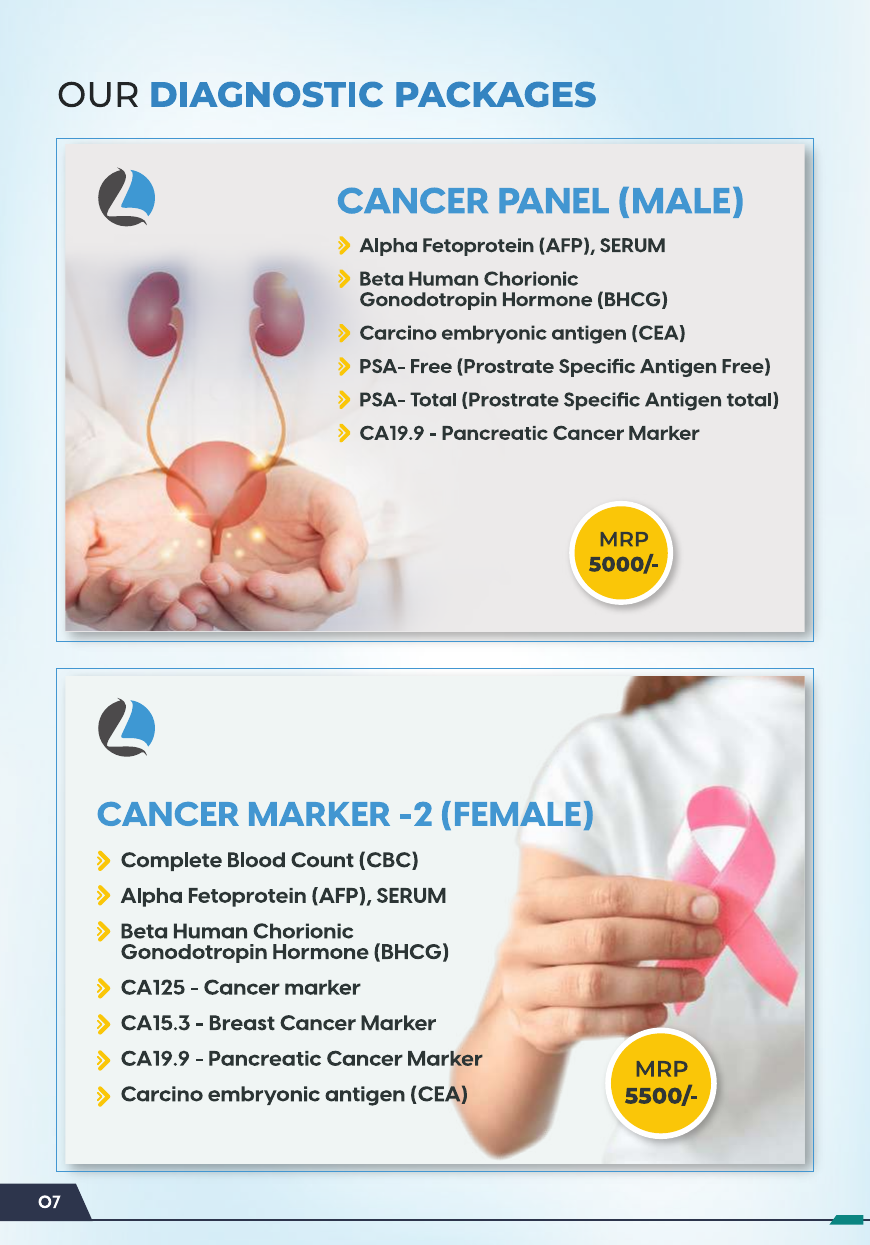 OUR DIAGNOSTIC PACKAGES
CANCER PANEL (MALE)
Alpha Fetoprotein (AFP), SERUM
Beta Human Chorionic
Gonodotropin Hormone (BHCG)
Carcino embryonic antigen (CEA)
PSA- Free (Prostrate Specific Antigen Free)
PSA- Total (Prostrate Specific Antigen total)
CA19.9 - Pancreatic Cancer Marker
MRP
5000/-
CANCER MARKER -2 (FEMALE)
Complete Blood Count (CBC)
Alpha Fetoprotein (AFP), SERUM
Beta Human Chorionic
Gonodotropin Hormone (BHCG)
CA125 - Cancer marker
CA15.3 - Breast Cancer Marker
CA19.9 - Pancreatic Cancer Marker
Carcino embryonic antigen (CEA)
MRP
5500/-
07